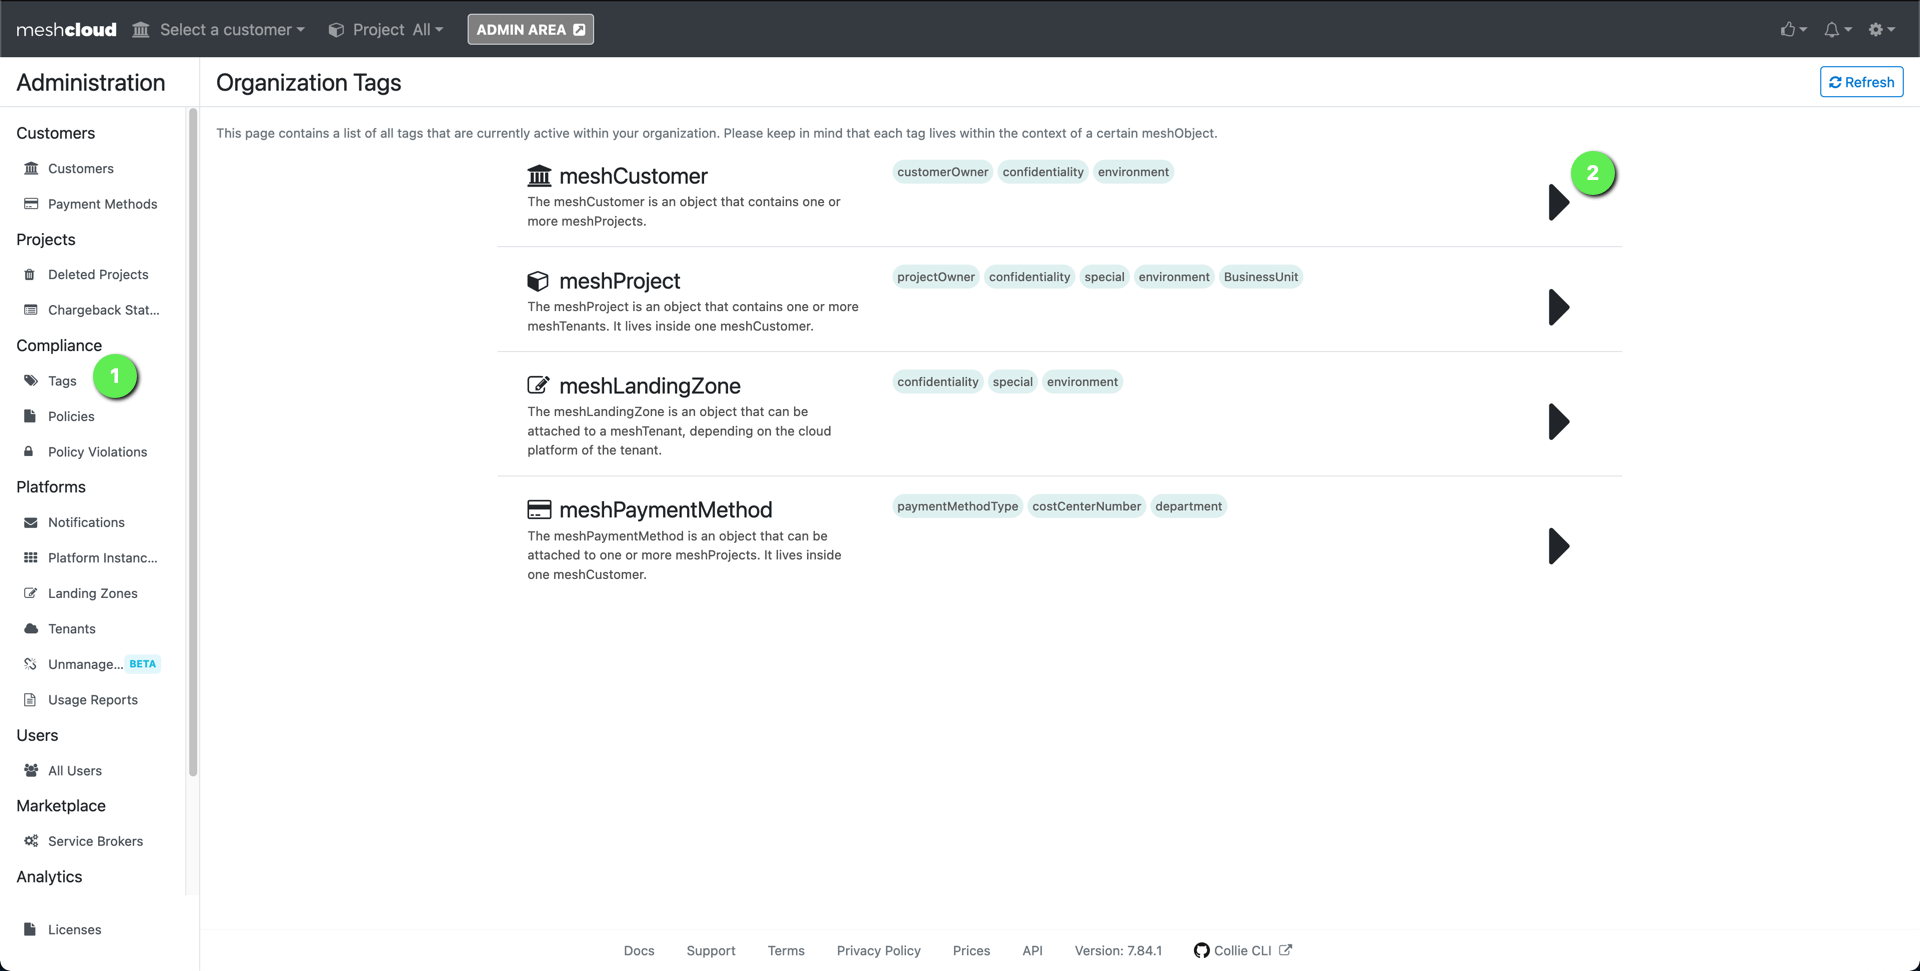 meshcloud Select a customer Project All ADMIN AREA
Administration
Organization Tags
Refresh
This page contains a list of all tags that are currently active within your organization. Please keep in mind that each tag lives within the context of a certain meshObject.
Customers
Customers
Payment Methods
Projects
Deleted Projects
Chargeback Stat...
Compliance
Tags
1
Policies
Policy Violations
Platforms
Notifications
Platform Instanc...
Landing Zones
Tenants
Unmanage... BETA
Usage Reports
Users
All Users
Marketplace
Service Brokers
Analytics
Licenses
meshCustomer
The meshCustomer is an object that contains one or
more meshProjects.
customerOwner confidentiality environment
2
meshProject
The meshProject is an object that contains one or more
meshTenants. It lives inside one meshCustomer.
projectOwner confidentiality special environment BusinessUnit
meshLandingZone
The meshLandingZone is an object that can be
attached to a meshTenant, depending on the cloud
platform of the tenant.
confidentiality special environment
meshPaymentMethod
The meshPaymentMethod is an object that can be
attached to one or more meshProjects. It lives inside
one meshCustomer.
paymentMethodType costCenterNumber department
Docs Support Terms Privacy Policy Prices API Version: 7.84.1 Collie CLI